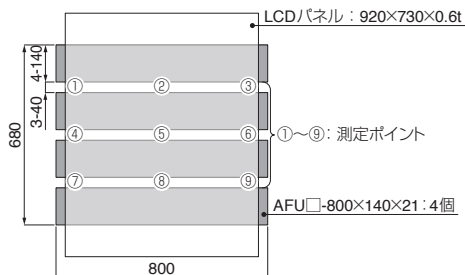 LCDパネル：920×730×0.6t
4-140
① ② ③
3-40
680
④ ⑤ ⑥
①～⑨：測定ポイント
⑦ ⑧ ⑨
AFU□-800×140×21：4個
800